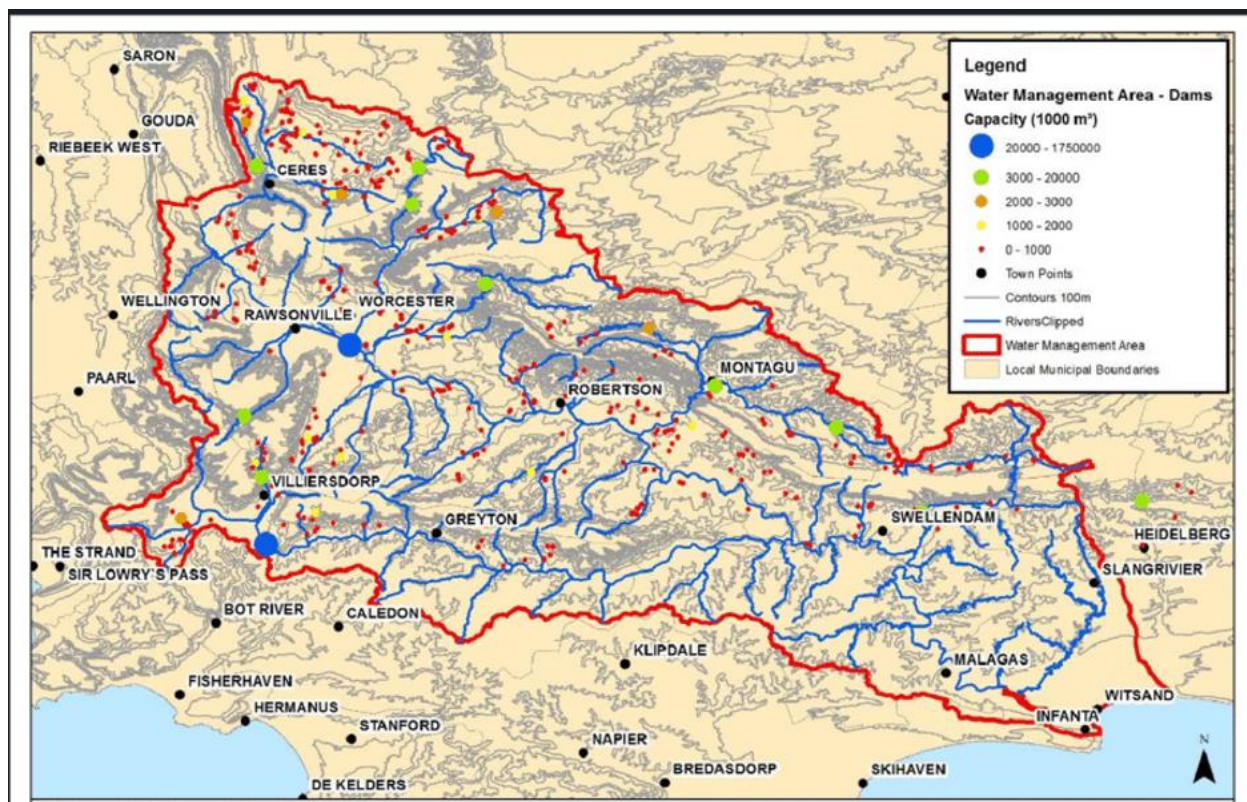 SARON
GOUDA
RIEBEEK WEST
CERES
WELLINGTON
RAWSONVILLE
WORCESTER
PAARL
ROBERTSON
MONTAGU
VILLIERSDORP
GREYTON
SWELLENDAM
HEIDELBERG
THE STRAND
SIR LOWRY'S PASS
SLANGRIVIER
BOT RIVER
CALEDON
KLIPDALE
MALAGAS
FISHERHAVEN
WITSAND
HERMANUS
INFANTA
STANFORD
NAPIER
BREDASDORP
SKIHAVEN
DE KELDERS
N
Legend
Water Management Area - Dams
Capacity (1000 m³)
20000 - 1750000
3000 - 20000
2000 - 3000
1000 - 2000
0 - 1000
Town Points
Contours 100m
RiversClipped
Water Management Area
Local Municipal Boundaries